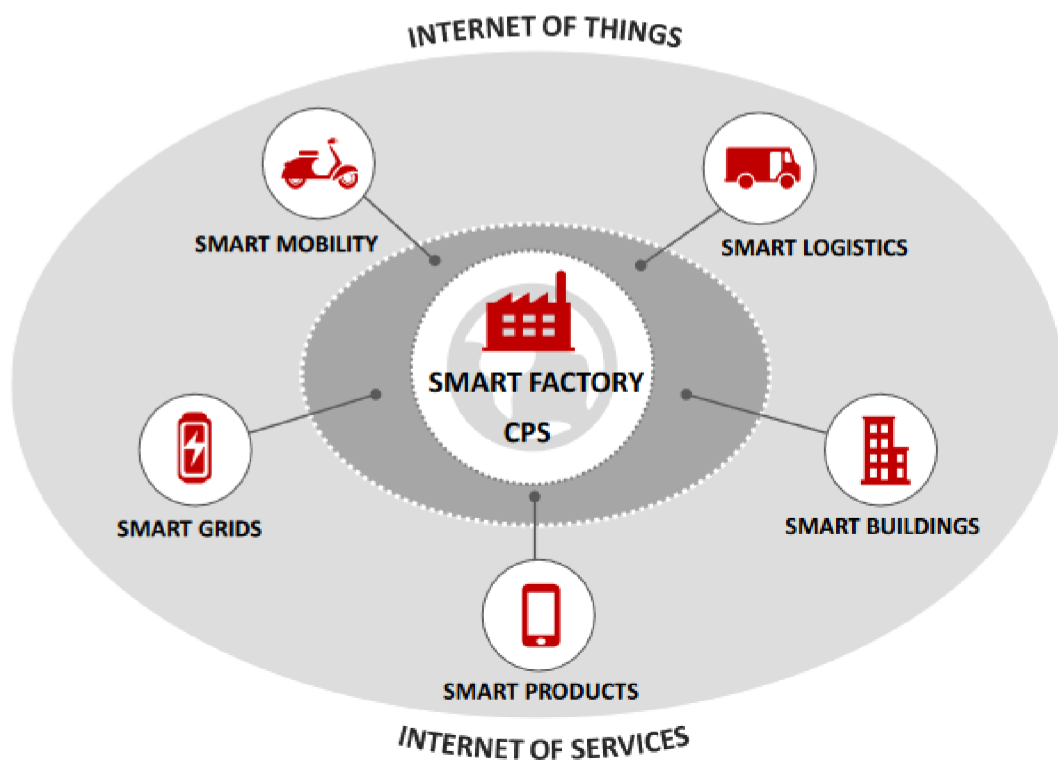 INTERNET OF THINGS
SMART MOBILITY
SMART LOGISTICS
SMART FACTORY
CPS
SMART GRIDS
SMART BUILDINGS
SMART PRODUCTS
INTERNET OF SERVICES